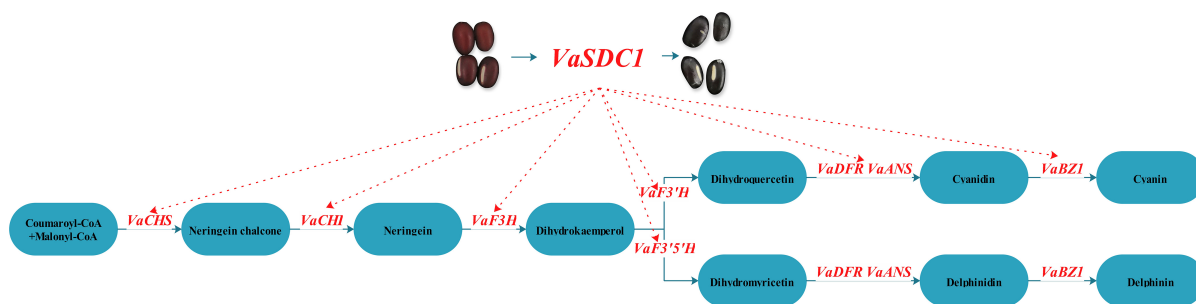 VaSDC1
Dihydroquercetin
VaDFR VaANS
Cyanidin
VaBZ1
Cyanin
VaF3'H
Coumaroyl-CoA
+Malonyl-CoA
VaCHS
Neringein chalcone
VaCHI
Neringein
VaF3H
Dihydrokaemperol
VaF3'5'H
Dihydromyricetin
VaDFR VaANS
Delphinidin
VaBZ1
Delphinin